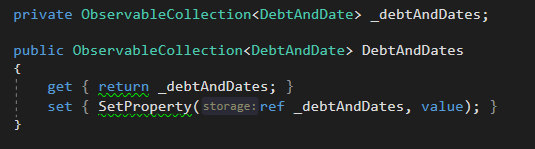 private ObservableCollection<DebtAndDate> _debtAndDates;
public ObservableCollection<DebtAndDate> DebtAndDates
{
get { return _debtAndDates; }
set { SetProperty(storage: ref _debtAndDates, value); }
}